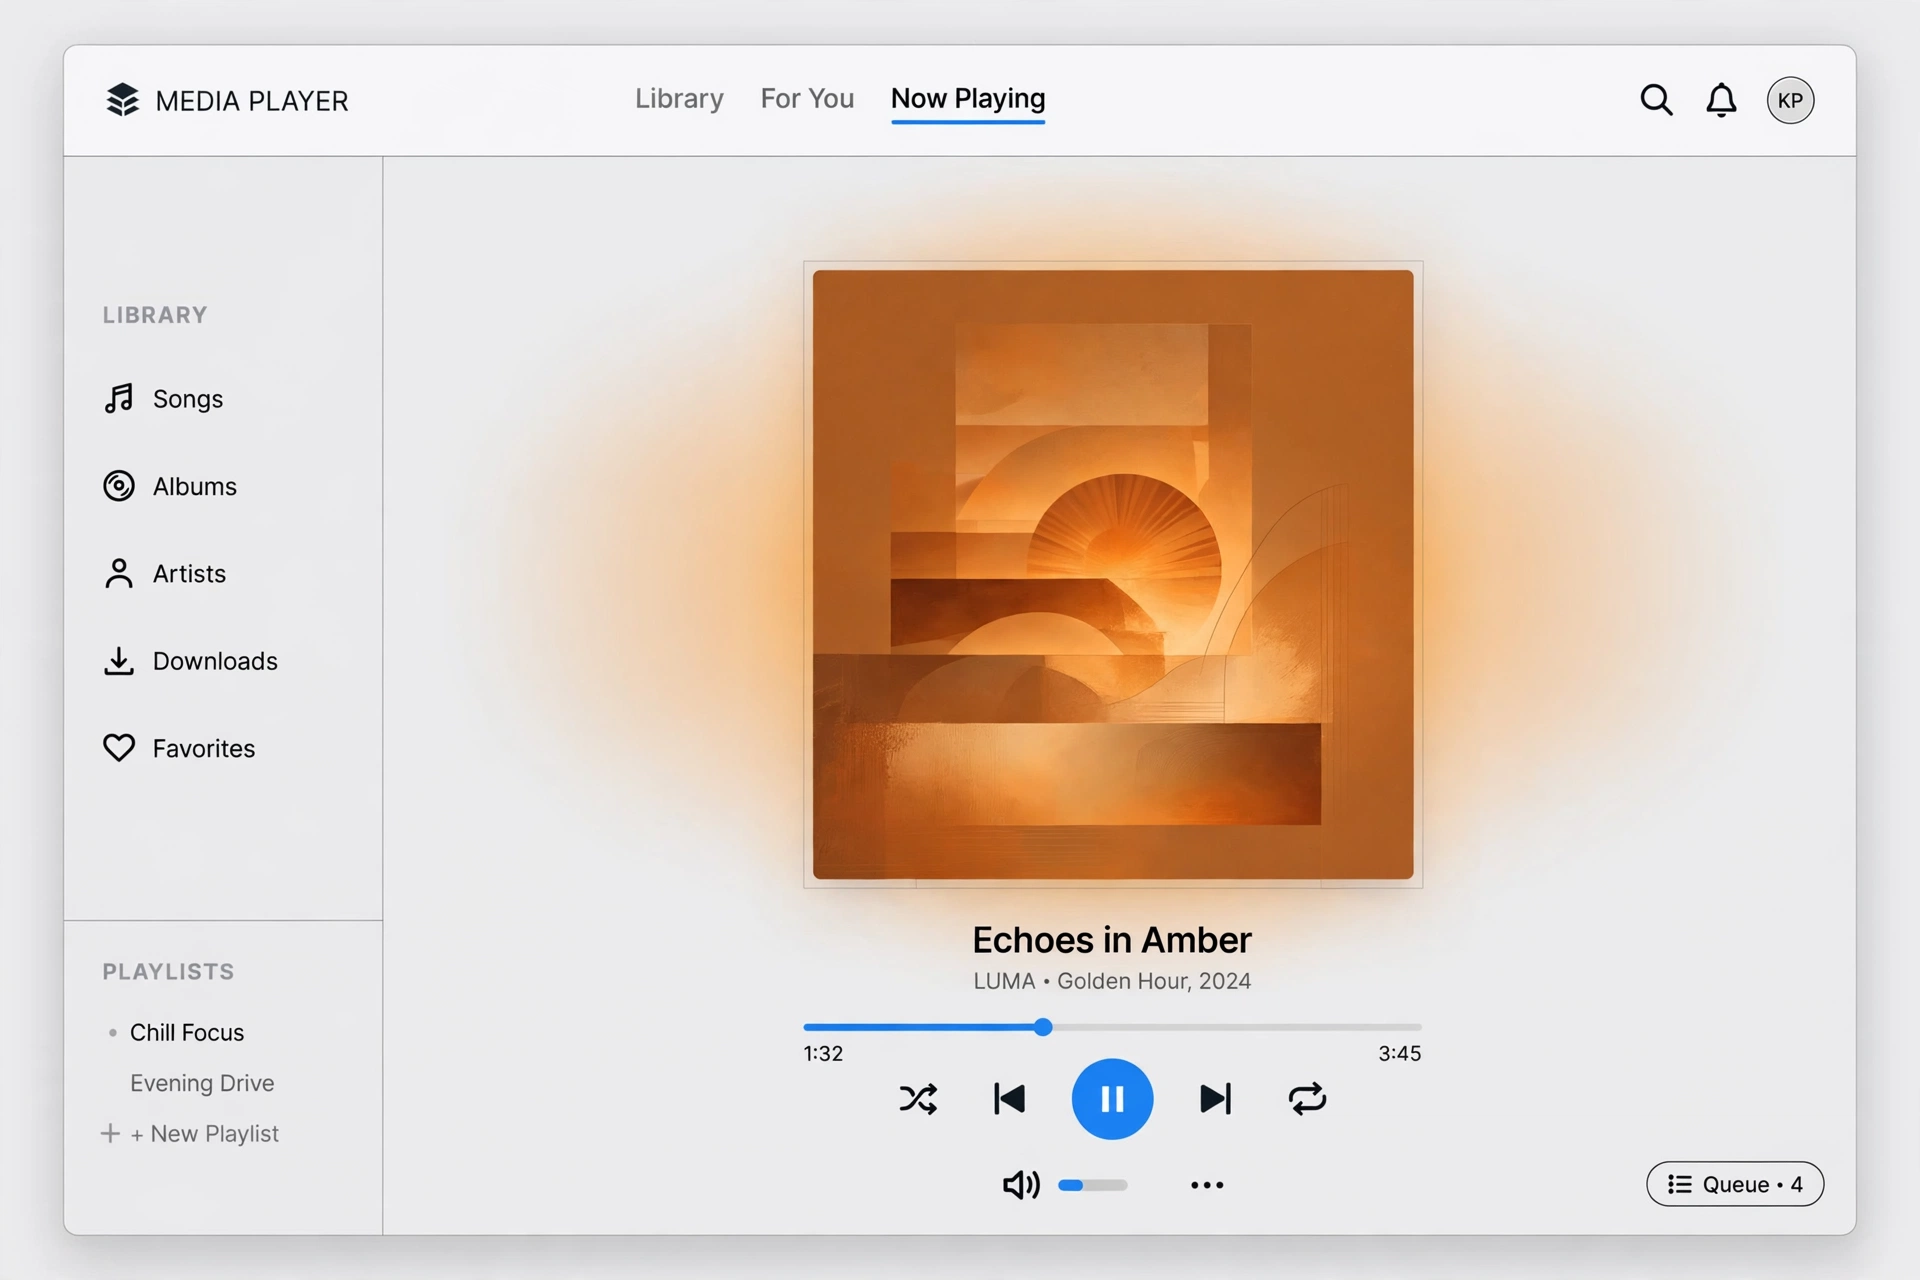 MEDIA PLAYER
Library
For You
Now Playing
KP
LIBRARY
Songs
Albums
Artists
Downloads
Favorites
PLAYLISTS
• Chill Focus
Evening Drive
+ New Playlist
Echoes in Amber
LUMA • Golden Hour, 2024
1:32
3:45
Queue • 4